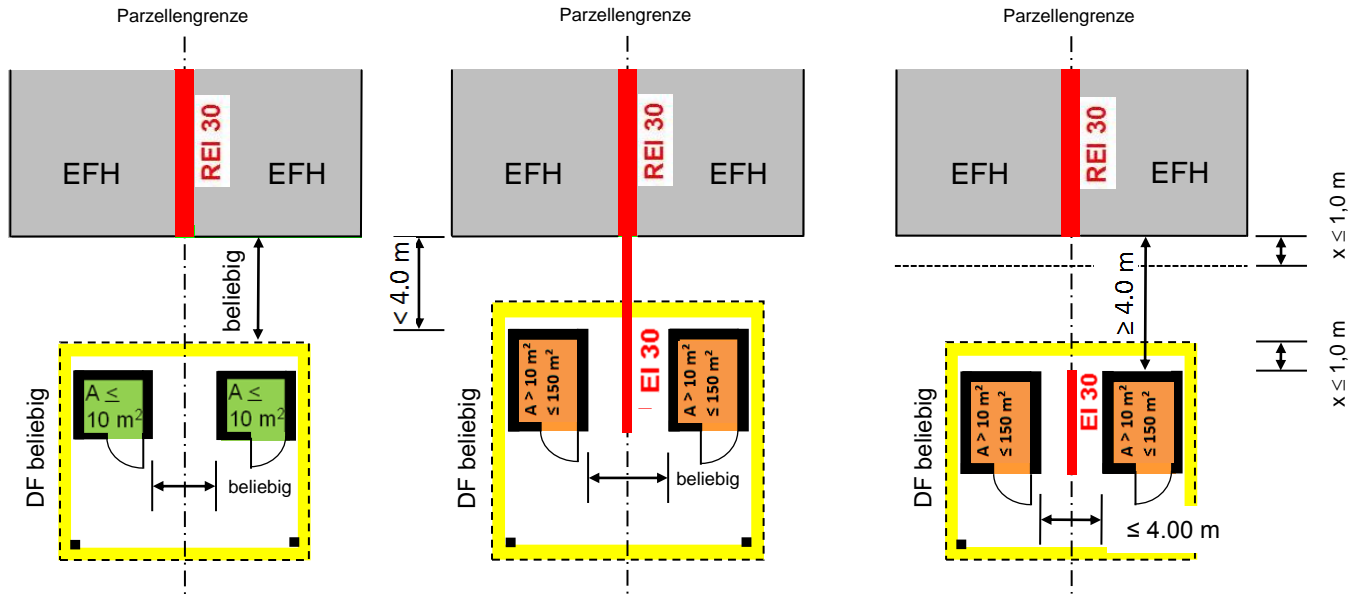 Parzellengrenze
REI 30
EFH
EFH
beliebig
DF beliebig
A ≤
10 m²
A ≤
10 m²
beliebig
Parzellengrenze
REI 30
EFH
EFH
< 4.0 m
DF beliebig
A > 10 m²
≤ 150 m²
EI 30
A > 10 m²
≤ 150 m²
beliebig
Parzellengrenze
REI 30
EFH
EFH
x ≤ 1,0 m
≥ 4.0 m
x ≤ 1,0 m
DF beliebig
A > 10 m²
≤ 150 m²
EI 30
A > 10 m²
≤ 150 m²
≤ 4.00 m